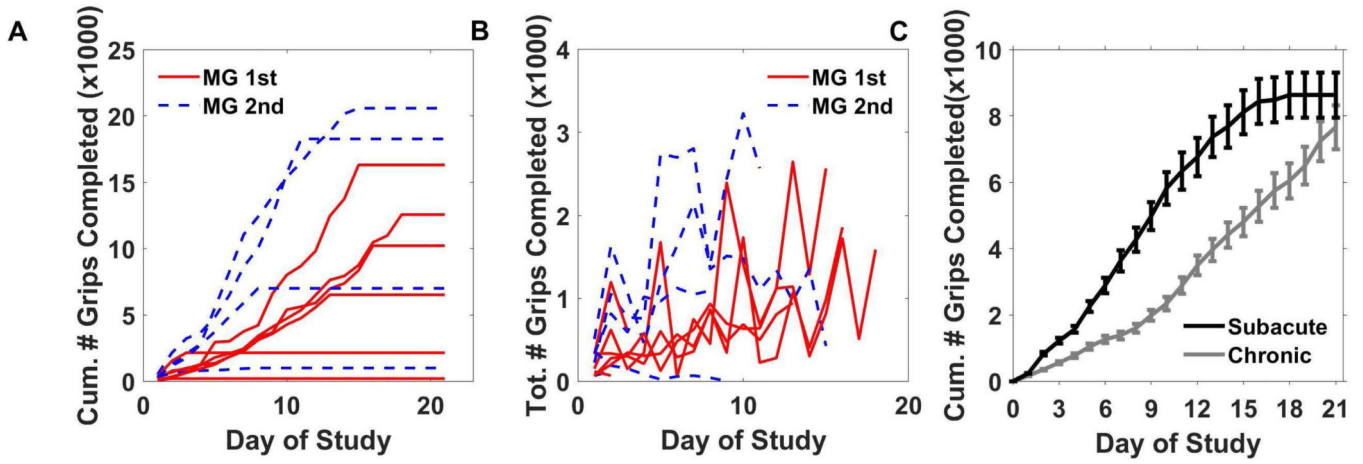 A
Cum. # Grips Completed (x1000)
25
20
15
10
5
0
MG 1st
MG 2nd
0
10
20
Day of Study
B
Tot. # Grips Completed (x1000)
4
3
2
1
0
MG 1st
MG 2nd
0
10
20
Day of Study
C
Cum. # Grips Completed(x1000)
10
8
6
4
2
0
Subacute
Chronic
0 3 6 9 12 15 18 21
Day of Study